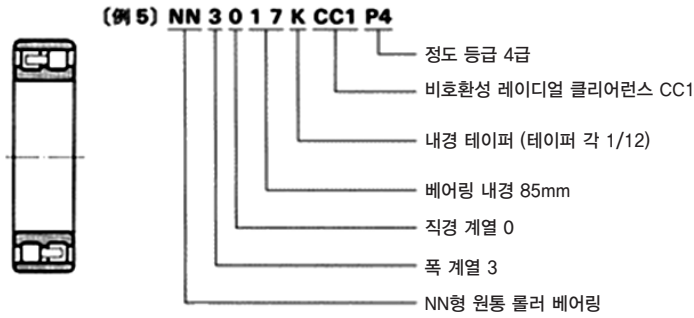 〔例 5〕 NN 3 0 1 7 K CC1 P4
정도 등급 4급
비호환성 레이디얼 클리어런스 CC1
내경 테이퍼 (테이퍼 각 1/12)
베어링 내경 85mm
직경 계열 0
폭 계열 3
NN형 원통 롤러 베어링